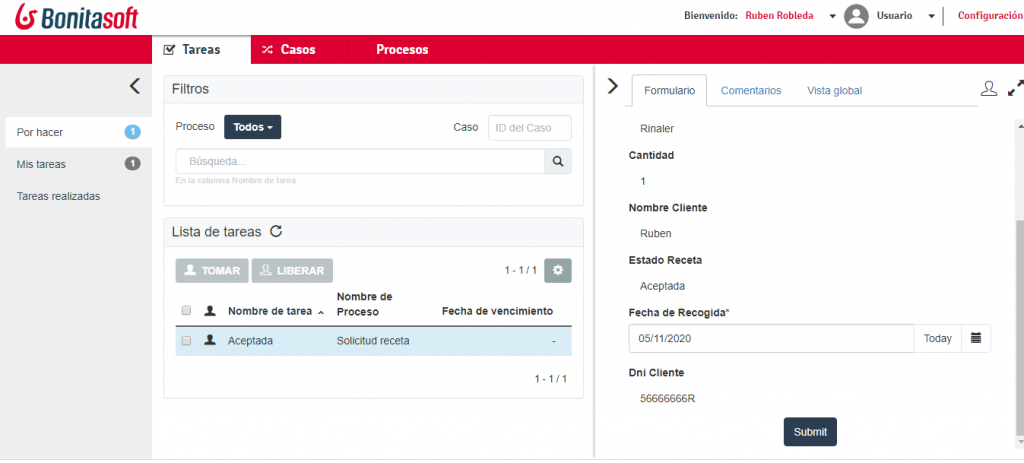 Bonitasoft
Bienvenido: Ruben Robleda Usuario Configuración
Tareas Casos Procesos
Por hacer 1
Mis tareas 1
Tareas realizadas
Filtros
Proceso Todos Caso ID del Caso
Búsqueda...
En la columna Nombre de tarea
Lista de tareas
TOMAR LIBERAR 1 - 1 / 1
Nombre de tarea Nombre de Proceso Fecha de vencimiento
Aceptada Solicitud receta -
1 - 1 / 1
Formulario Comentarios Vista global
Rinaler
Cantidad
1
Nombre Cliente
Ruben
Estado Receta
Aceptada
Fecha de Recogida*
05/11/2020 Today
Dni Cliente
56666666R
Submit